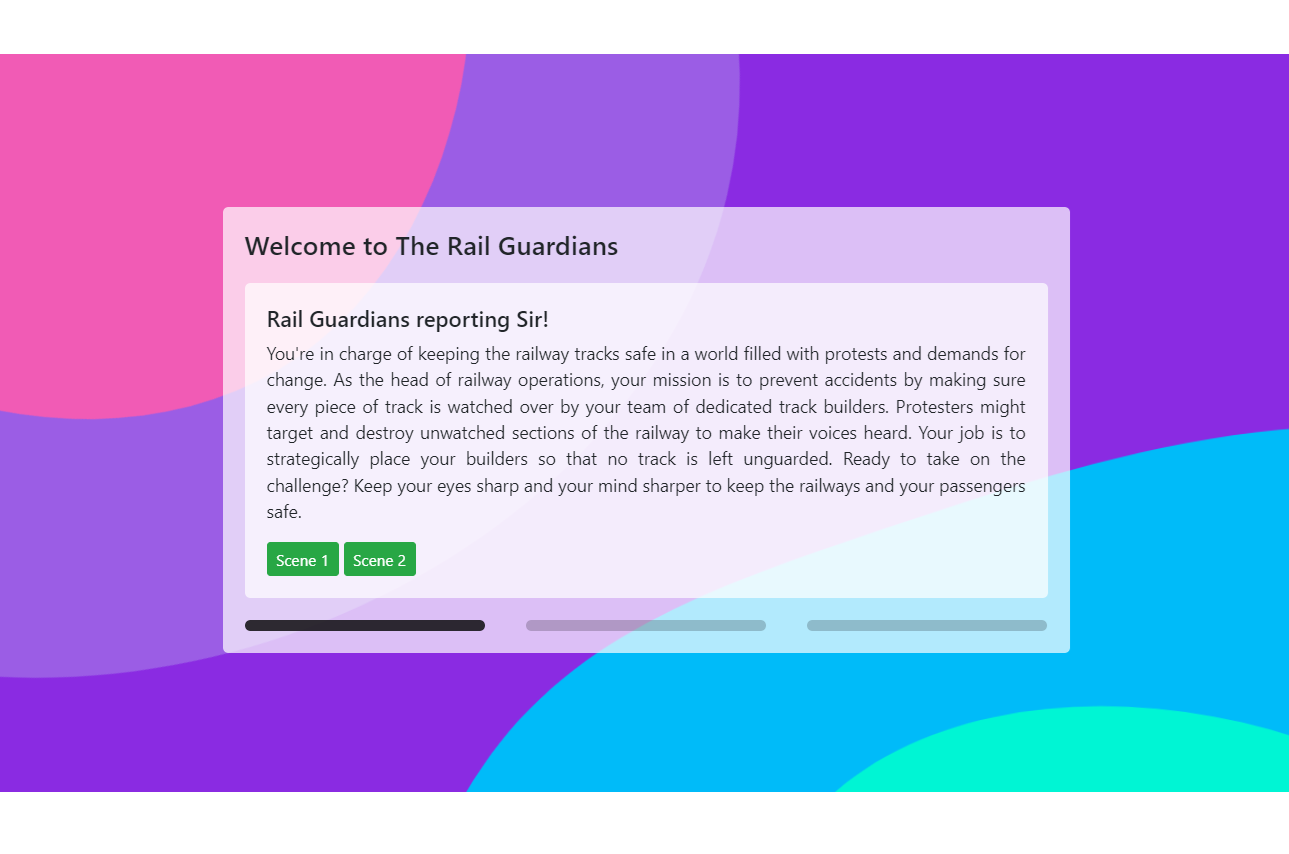 Welcome to The Rail Guardians
Rail Guardians reporting Sir!
You're in charge of keeping the railway tracks safe in a world filled with protests and demands for
change. As the head of railway operations, your mission is to prevent accidents by making sure
every piece of track is watched over by your team of dedicated track builders. Protesters might
target and destroy unwatched sections of the railway to make their voices heard. Your job is to
strategically place your builders so that no track is left unguarded. Ready to take on the
challenge? Keep your eyes sharp and your mind sharper to keep the railways and your passengers
safe.
Scene 1 Scene 2